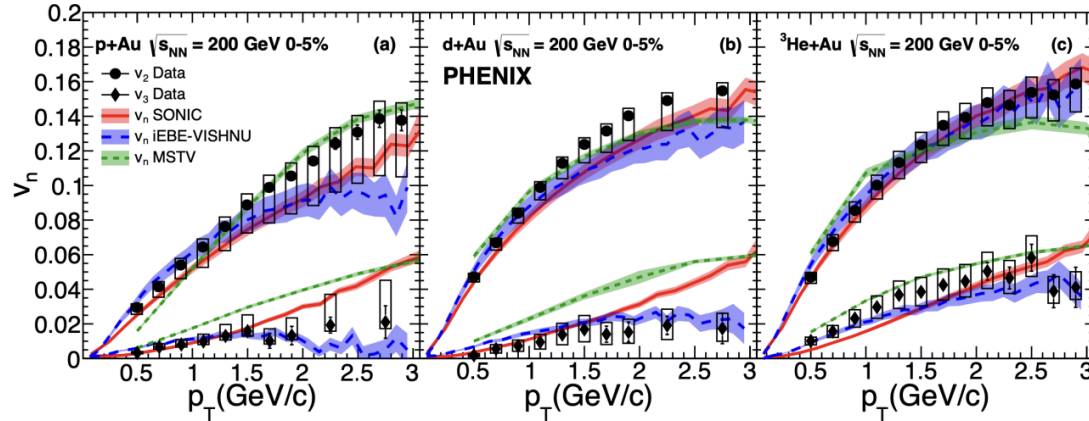 p+Au √s_NN = 200 GeV 0-5% (a)
v₂ Data
v₃ Data
vₙ SONIC
vₙ iEBE-VISHNU
vₙ MSTV
d+Au √s_NN = 200 GeV 0-5% (b)
PHENIX
³He+Au √s_NN = 200 GeV 0-5% (c)
vₙ
0.2
0.18
0.16
0.14
0.12
0.1
0.08
0.06
0.04
0.02
0
0.5 1 1.5 2 2.5 3
0.5 1 1.5 2 2.5 3
0.5 1 1.5 2 2.5 3
p_T(GeV/c)
p_T(GeV/c)
p_T(GeV/c)